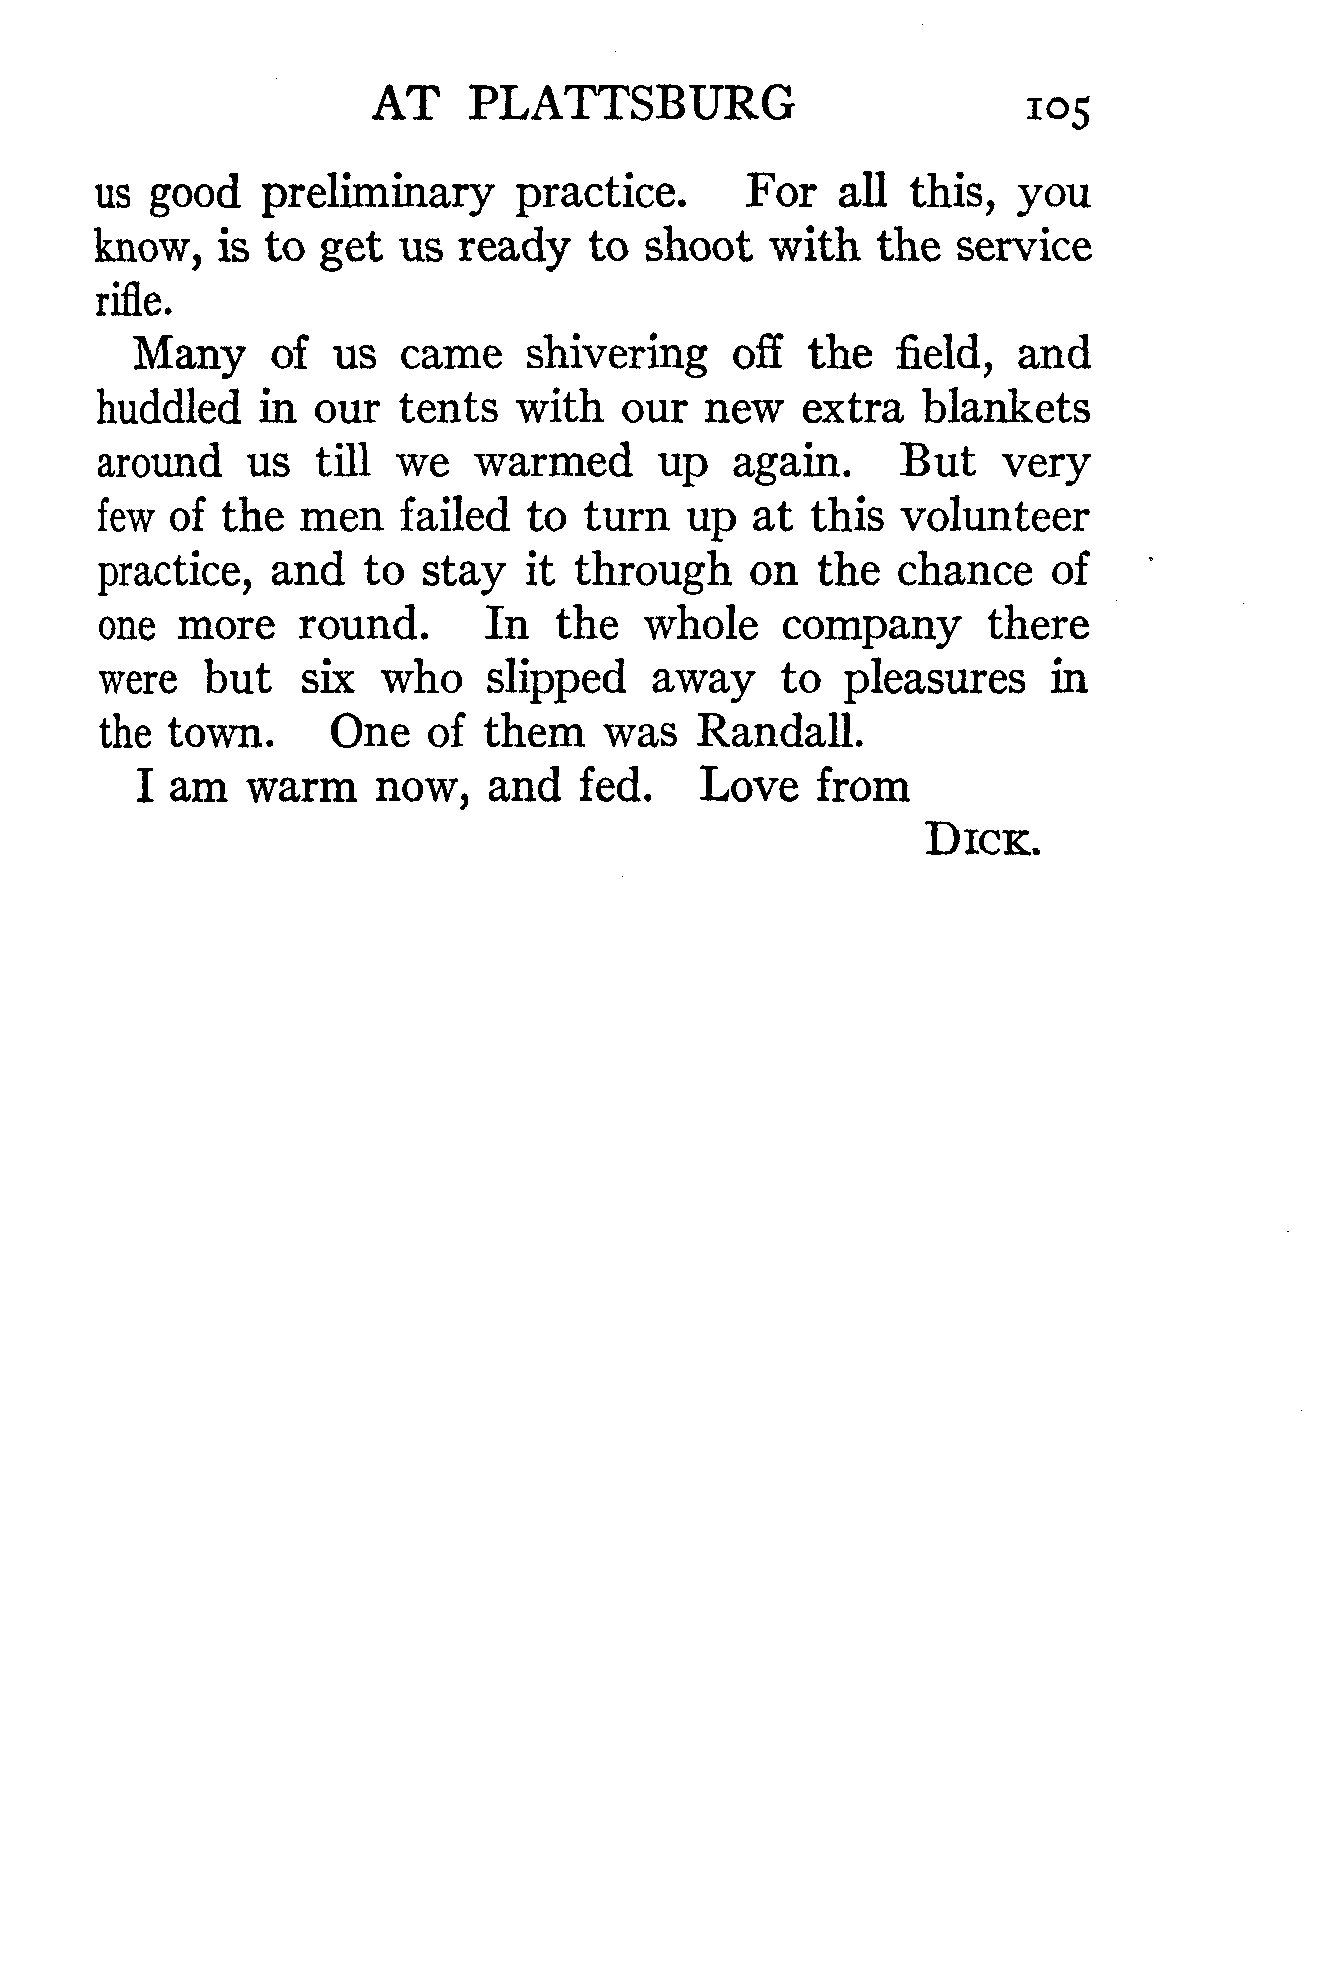 AT PLATTSBURG 105
us good preliminary practice. For all this, you
know, is to get us ready to shoot with the service
rifle.
Many of us came shivering off the field, and
huddled in our tents with our new extra blankets
around us till we warmed up again. But very
few of the men failed to turn up at this volunteer
practice, and to stay it through on the chance of
one more round. In the whole company there
were but six who slipped away to pleasures in
the town. One of them was Randall.
I am warm now, and fed. Love from
DICK.